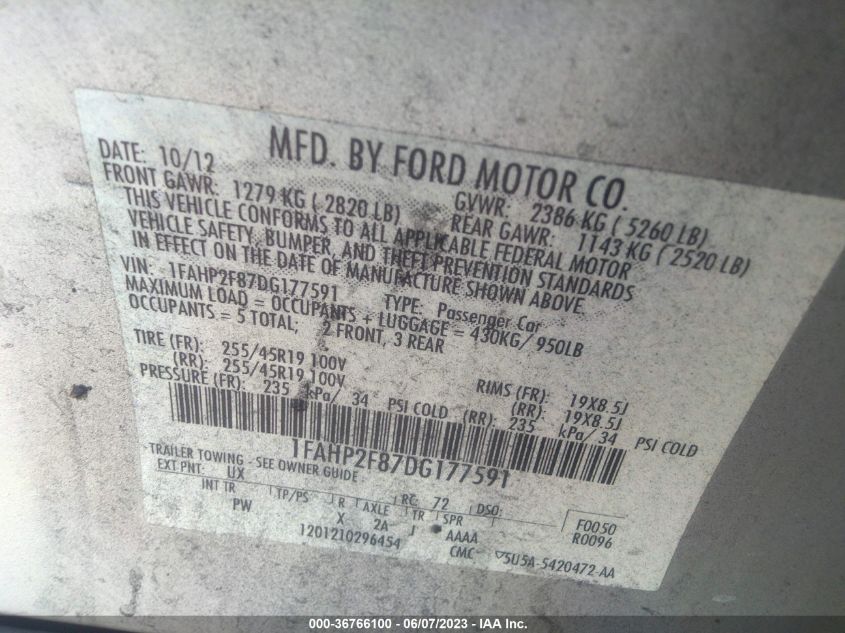 MFD. BY FORD MOTOR CO.
DATE: 10/12 GVWR: 2386 KG ( 5260 LB)
FRONT GAWR: 1279 KG ( 2820 LB) REAR GAWR: 1143 KG ( 2520 LB)
THIS VEHICLE CONFORMS TO ALL APPLICABLE FEDERAL MOTOR
VEHICLE SAFETY, BUMPER, AND THEFT PREVENTION STANDARDS
IN EFFECT ON THE DATE OF MANUFACTURE SHOWN ABOVE.
VIN: 1FAHP2F87DG177591 TYPE: Passenger Car
MAXIMUM LOAD = OCCUPANTS + LUGGAGE = 430KG/950LB
OCCUPANTS = 5 TOTAL; 2 FRONT, 3 REAR
TIRE (FR): 255/45R19 100V RIMS (FR): 19X8.5J
(RR): 255/45R19 100V (RR): 19X8.5J
PRESSURE (FR): 235 kPa/ 34 PSI COLD (RR): 235 kPa/ 34 PSI COLD
1FAHP2F87DG177591
TRAILER TOWING - SEE OWNER GUIDE
EXT PNT: UX RC: 72 DSO:
INT TR TP/PS R AXLE TR SPR F0050
PW X 2A J AAAA R0096
1201210296454 CMC ▽5U5A-5420472-AA
000-36766100 - 06/07/2023 - IAA Inc.